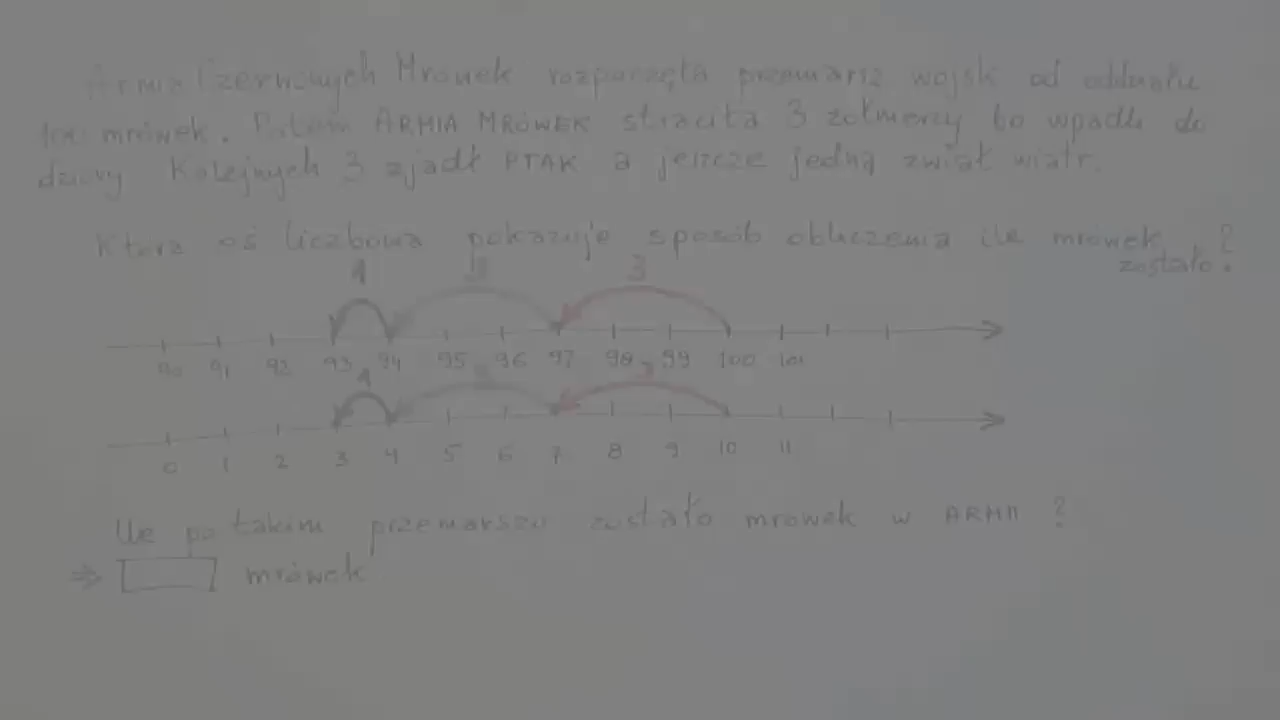 Armia Czerwonych Mrówek rozpoczęła przemarsz wojsk od oddziału
100 mrówek. Potem ARMIA MRÓWEK straciła 3 żołnierzy bo wpadli do
dziury Kolejnych 3 zjadł PTAK a jeszcze jedną zwiał wiatr.
Która oś liczbowa pokazuje sposób obliczenia ile mrówek
zostało?
1 3 3
90 91 92 93 94 95 96 97 98 99 100 101
1 3 3
0 1 2 3 4 5 6 7 8 9 10 11
Ile po takim przemarszu zostało mrówek w ARMII ?
⇒ mrówek